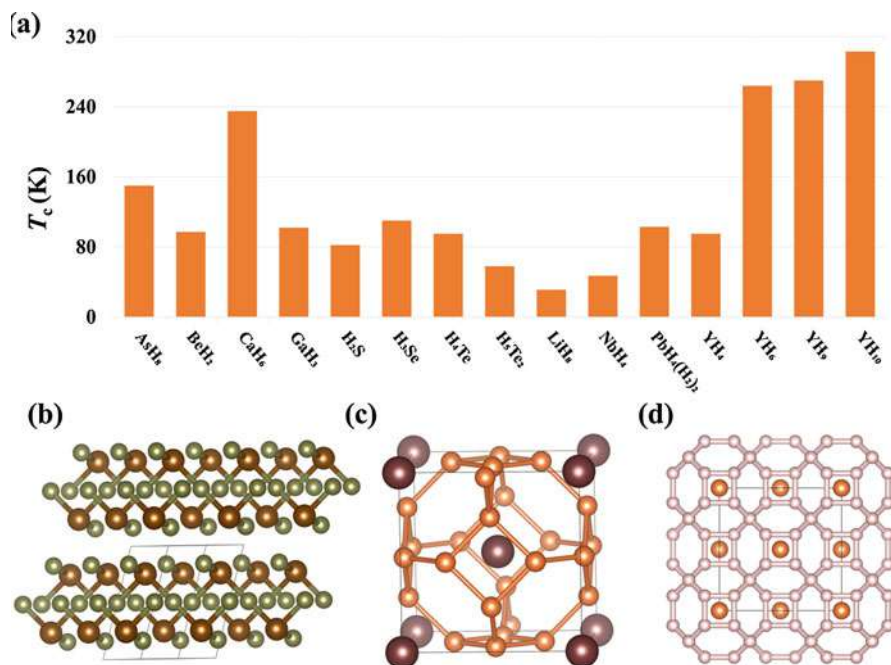 (a)
320
240
160
80
0
T_c (K)
AsH₈
BeH₂
CaH₆
GaH₃
H₂S
H₃Se
H₄Te
H₅Te₂
LiH₈
NbH₄
PbH₄(H₂)₂
YH₄
YH₆
YH₉
YH₁₀
(b)
(c)
(d)